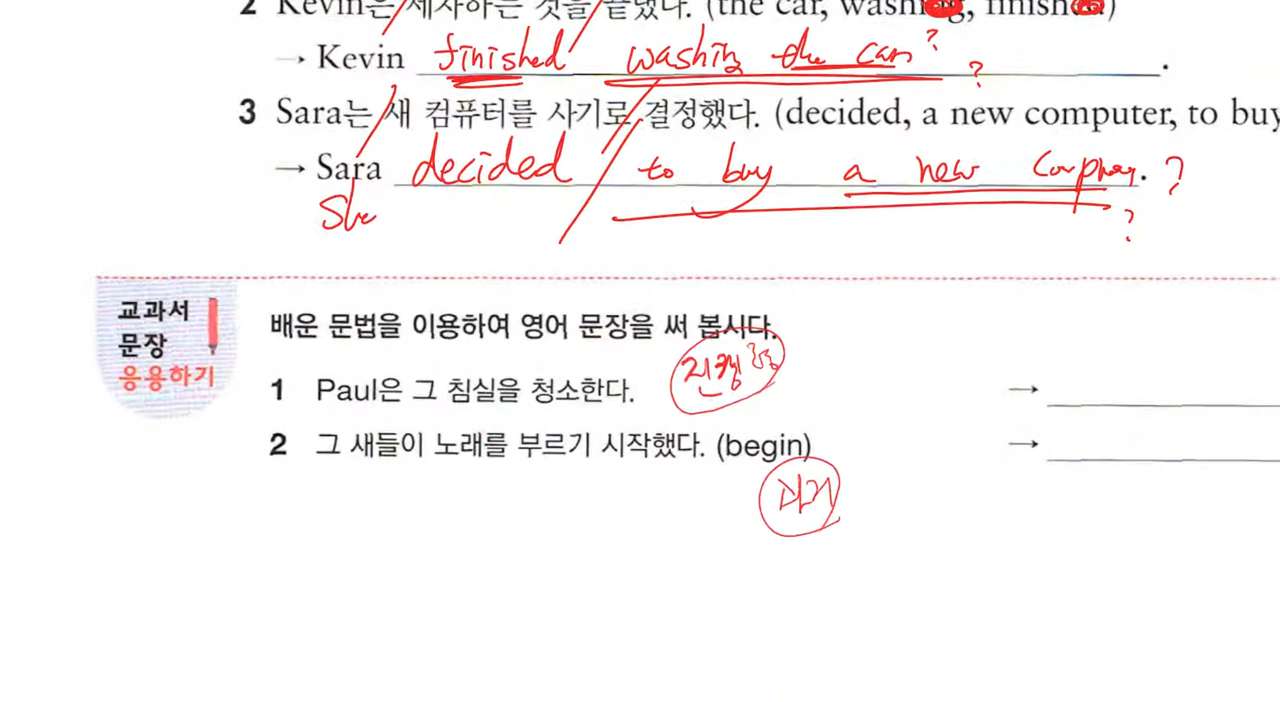 2 Kevin은 세차하는 것을 끝냈다. (the car, washing, finished)
→ Kevin finished washing the car ? ? .
3 Sara는 새 컴퓨터를 사기로 결정했다. (decided, a new computer, to buy
→ Sara decided to buy a new . ?
She ?
교과서
문장
응용하기
배운 문법을 이용하여 영어 문장을 써 봅시다.
1 Paul은 그 침실을 청소한다. 진행 →
2 그 새들이 노래를 부르기 시작했다. (begin) →
과거